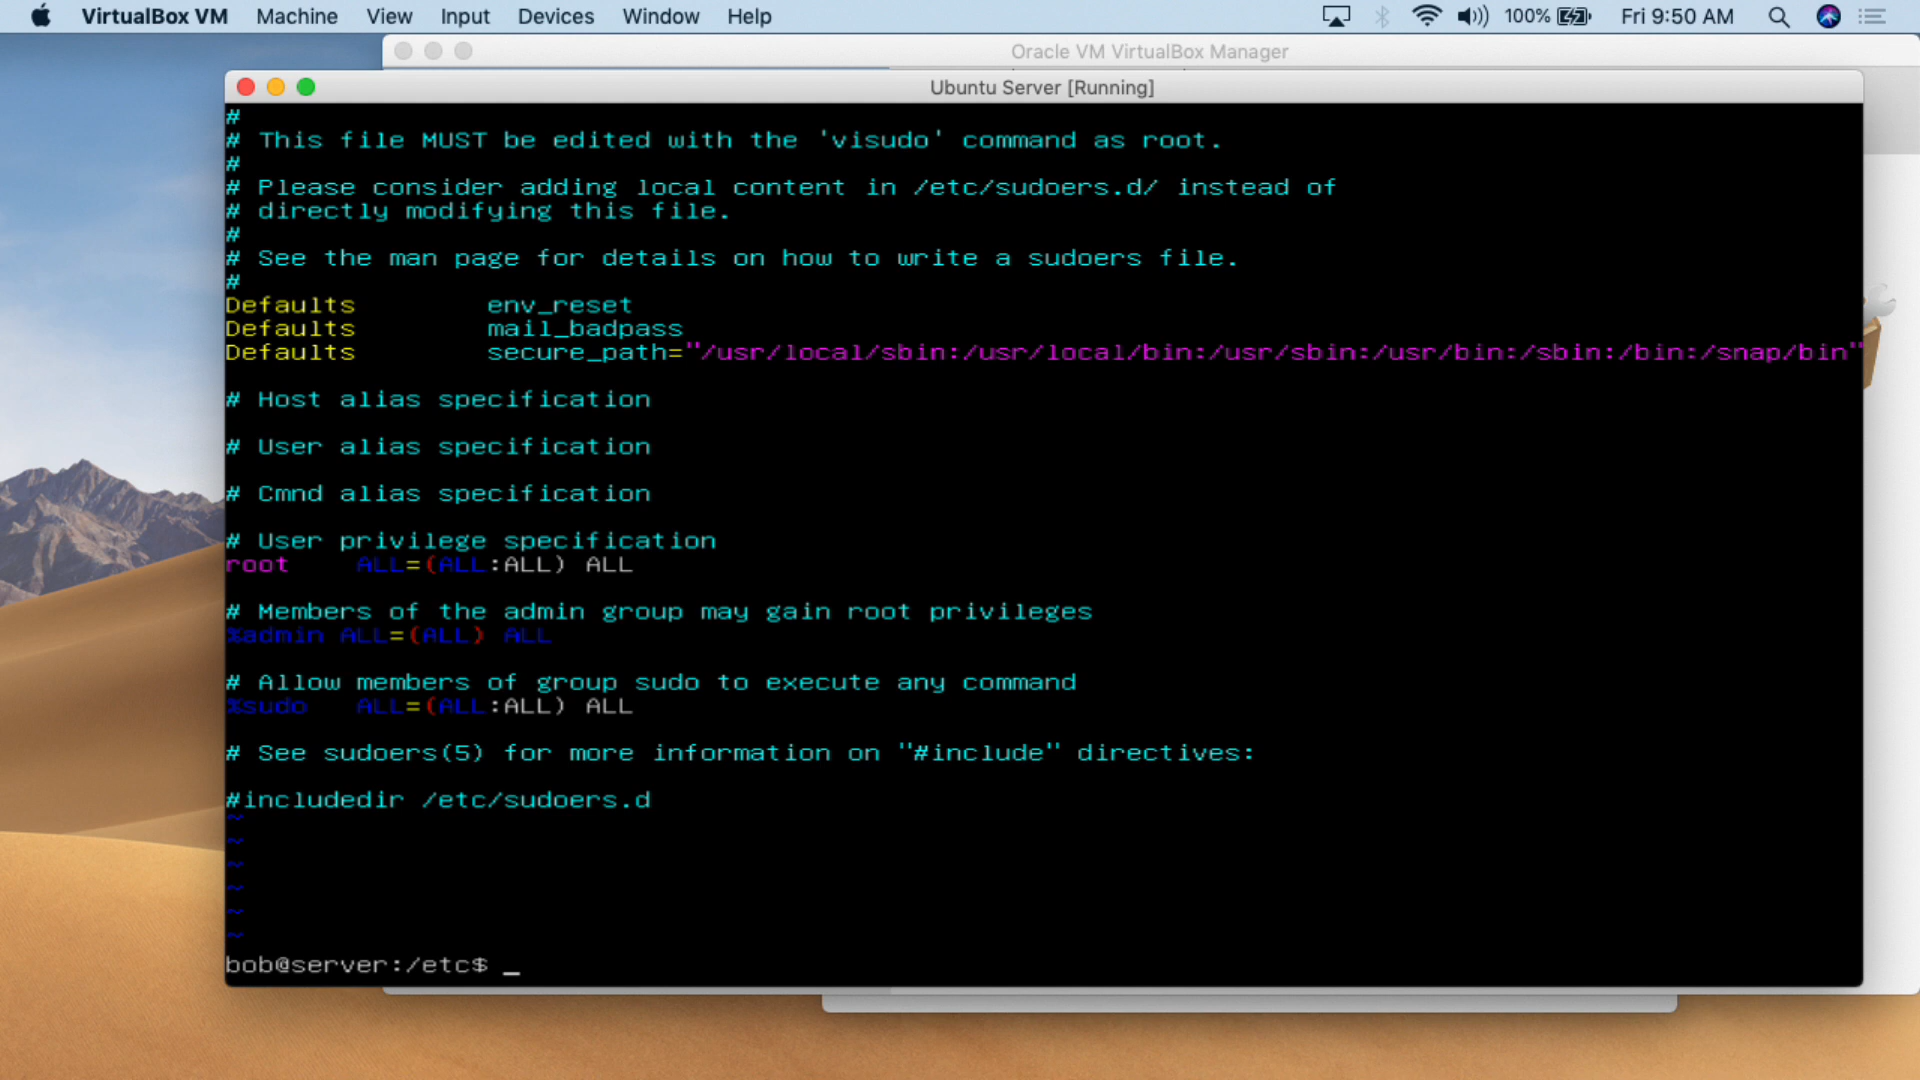 VirtualBox VM Machine View Input Devices Window Help 100% Fri 9:50 AM
Oracle VM VirtualBox Manager
Ubuntu Server [Running]
#
# This file MUST be edited with the 'visudo' command as root.
#
# Please consider adding local content in /etc/sudoers.d/ instead of
# directly modifying this file.
#
# See the man page for details on how to write a sudoers file.
#
Defaults env_reset
Defaults mail_badpass
Defaults secure_path="/usr/local/sbin:/usr/local/bin:/usr/sbin:/usr/bin:/sbin:/bin:/snap/bin"
# Host alias specification
# User alias specification
# Cmnd alias specification
# User privilege specification
root ALL=(ALL:ALL) ALL
# Members of the admin group may gain root privileges
%admin ALL=(ALL) ALL
# Allow members of group sudo to execute any command
%sudo ALL=(ALL:ALL) ALL
# See sudoers(5) for more information on "#include" directives:
#includedir /etc/sudoers.d
~
~
~
~
~
~
bob@server:/etc$ _